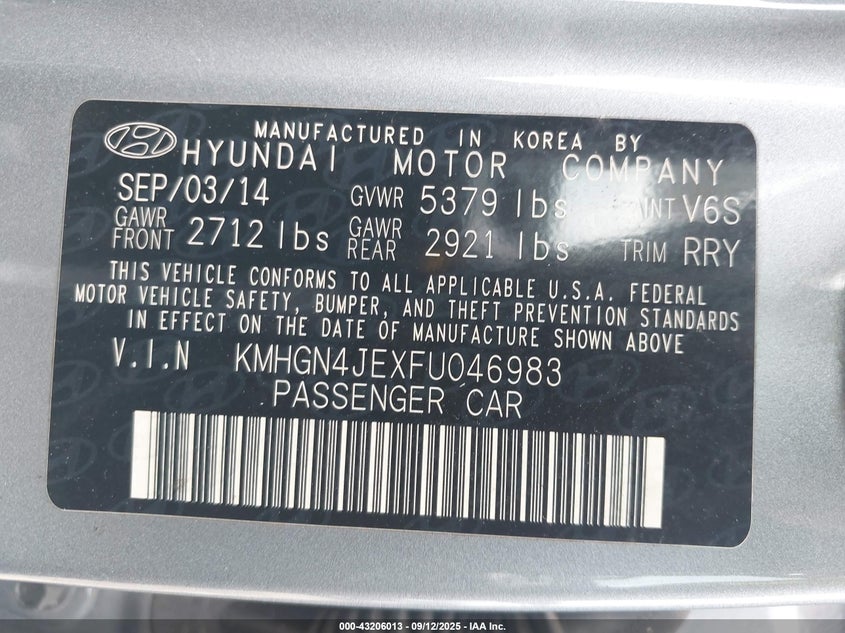 MANUFACTURED IN KOREA BY
HYUNDAI MOTOR COMPANY
SEP/03/14 GVWR 5379 lbs PAINT V6S
GAWR FRONT 2712 lbs GAWR REAR 2921 lbs TRIM RRY
THIS VEHICLE CONFORMS TO ALL APPLICABLE U.S.A. FEDERAL
MOTOR VEHICLE SAFETY, BUMPER, AND THEFT PREVENTION STANDARDS
IN EFFECT ON THE DATE OF MANUFACTURE SHOWN ABOVE
V.I.N KMHGN4JEXFU046983
PASSENGER CAR
000-43206013 - 09/12/2025 - IAA Inc.